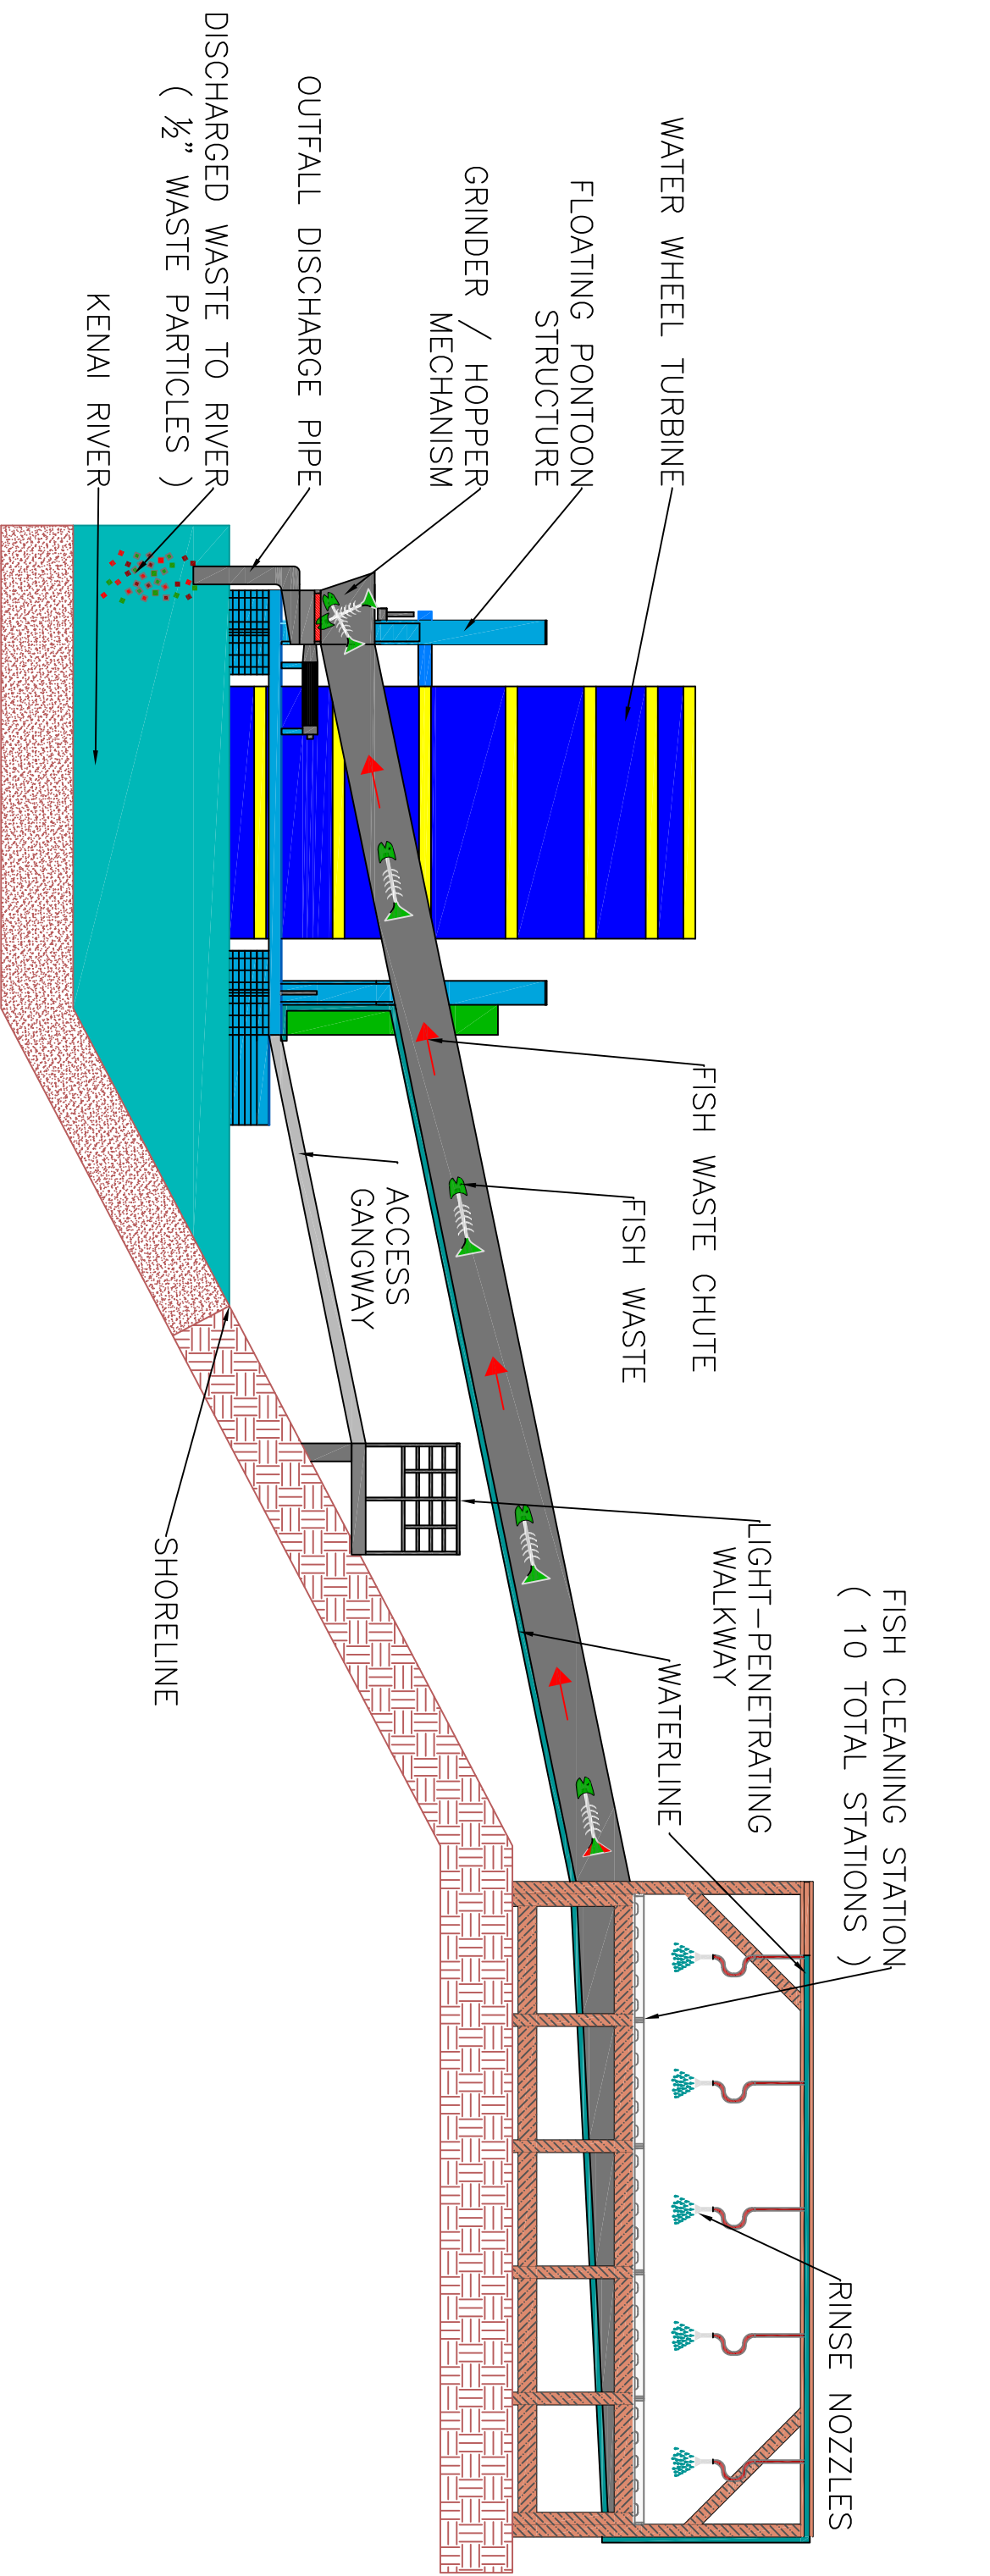 WATER WHEEL TURBINE
FLOATING PONTOON
STRUCTURE
GRINDER / HOPPER
MECHANISM
OUTFALL DISCHARGE PIPE
DISCHARGED WASTE TO RIVER
( ½" WASTE PARTICLES )
KENAI RIVER
FISH WASTE CHUTE
FISH WASTE
ACCESS
GANGWAY
SHORELINE
FISH CLEANING STATION
( 10 TOTAL STATIONS )
LIGHT-PENETRATING
WALKWAY
WATERLINE
RINSE NOZZLES